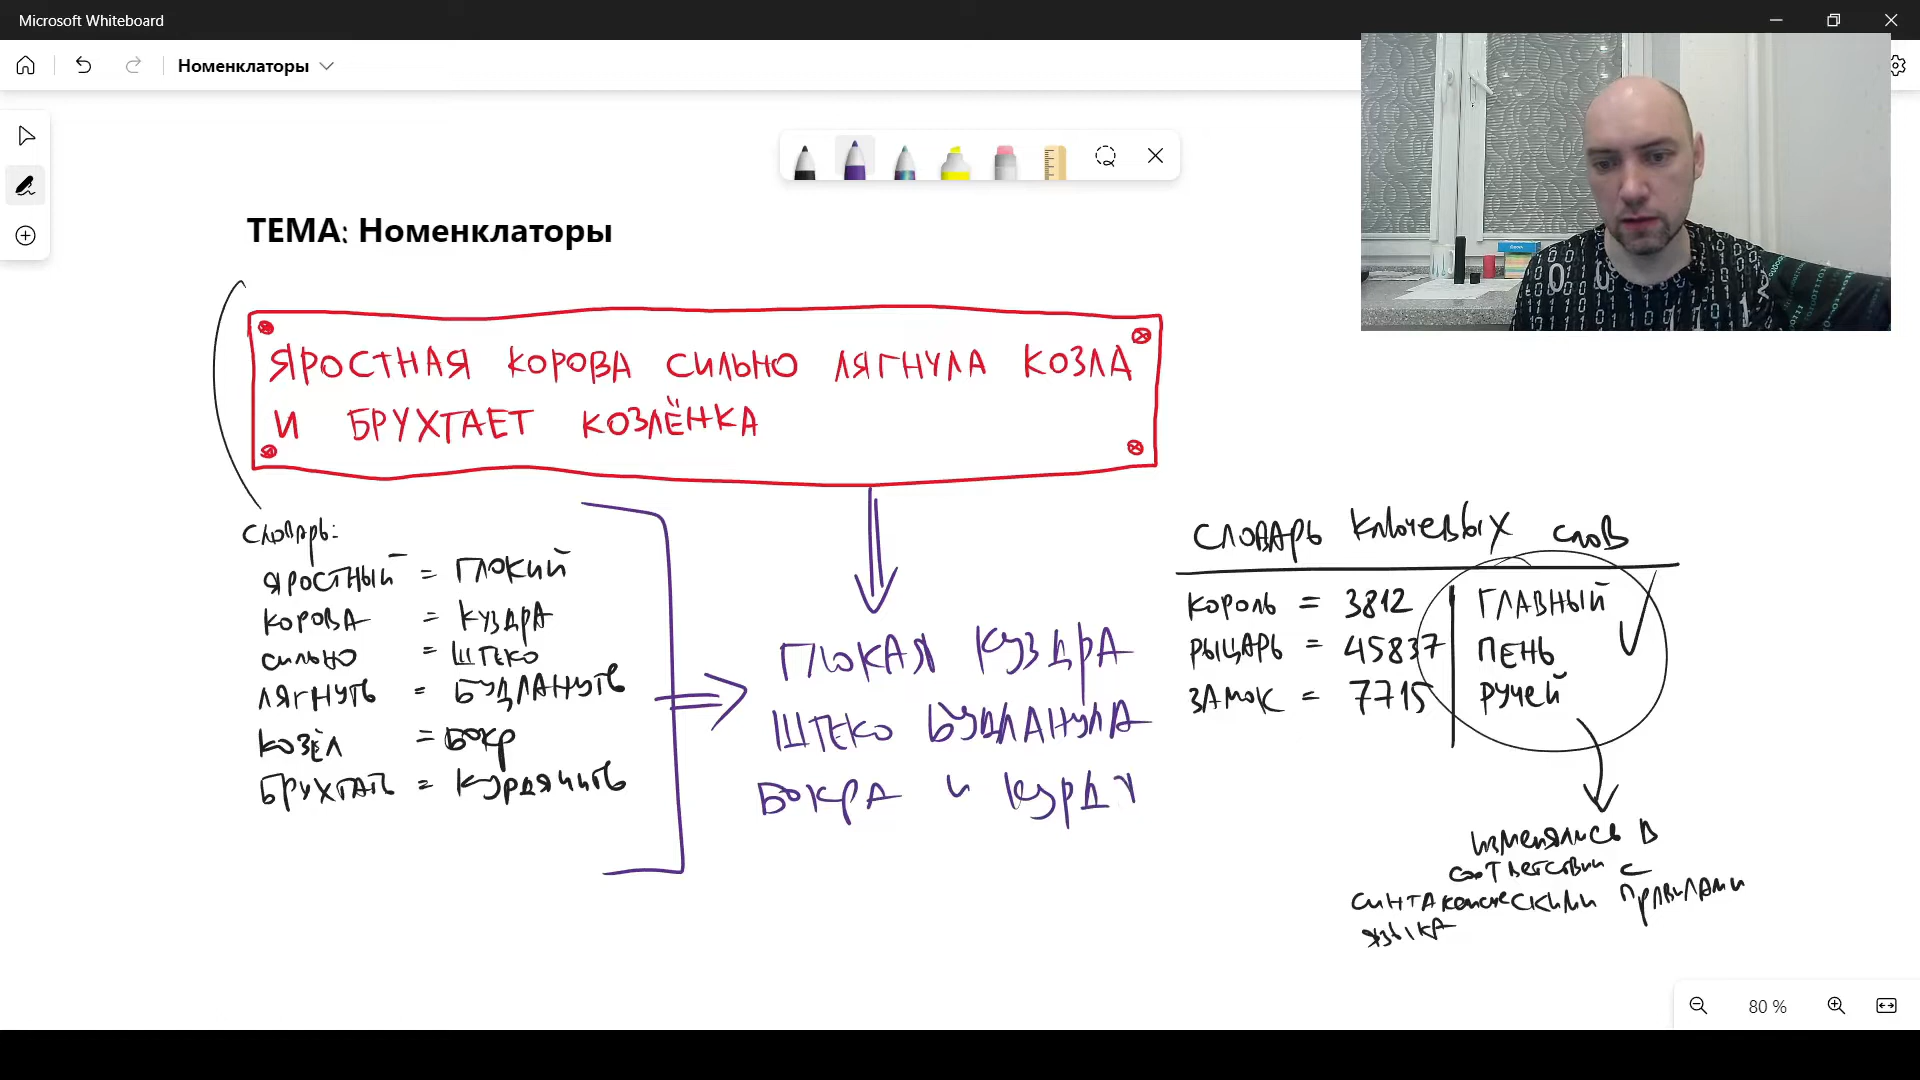 Microsoft Whiteboard
Номенклаторы
ТЕМА: Номенклаторы
ЯРОСТНАЯ КОРОВА СИЛЬНО ЛЯГНУЛА КОЗЛА
И БРУХТАЕТ КОЗЛЁНКА
Словарь:
ЯРОСТНЫЙ = ГЛОКИЙ
КОРОВА = КУЗДРА
СИЛЬНО = ШТЕКО
ЛЯГНУТЬ = БУДЛАНУТЬ
КОЗЁЛ = БОКР
БРУХТАТЬ = КУРДЯЧИТЬ
ГЛОКАЯ КУЗДРА
ШТЕКО БУДЛАНУЛА
БОКРА И КУРДЧ
СЛОВАРЬ КЛЮЧЕВЫХ СЛОВ
КОРОЛЬ = 3812 ГЛАВНЫЙ
РЫЦАРЬ = 45837 ПЕНЬ
ЗАМОК = 7715 РУЧЕЙ
изменялись в
соответствии с
синтаксическими правилами
языка
80 %